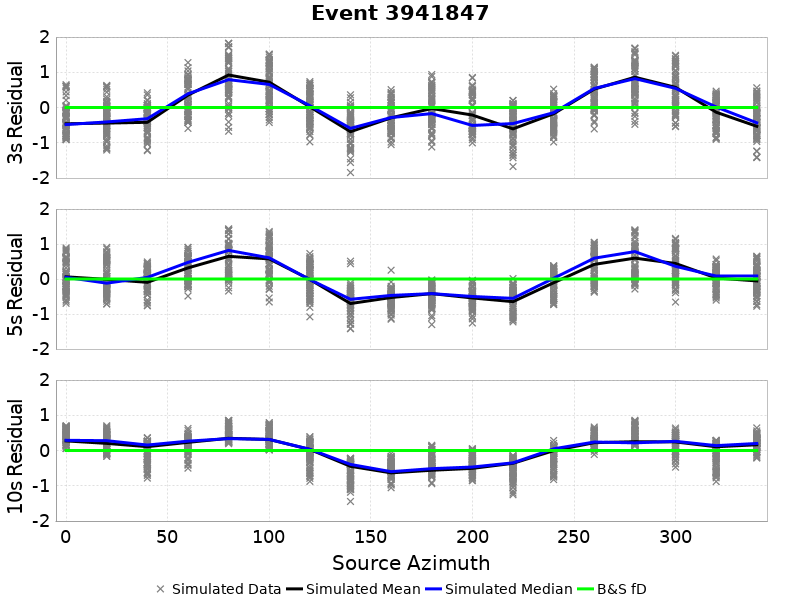 Event 3941847
3s Residual
2
1
0
-1
-2
5s Residual
2
1
0
-1
-2
10s Residual
2
1
0
-1
-2
0 50 100 150 200 250 300
Source Azimuth
Simulated Data Simulated Mean Simulated Median B&S fD